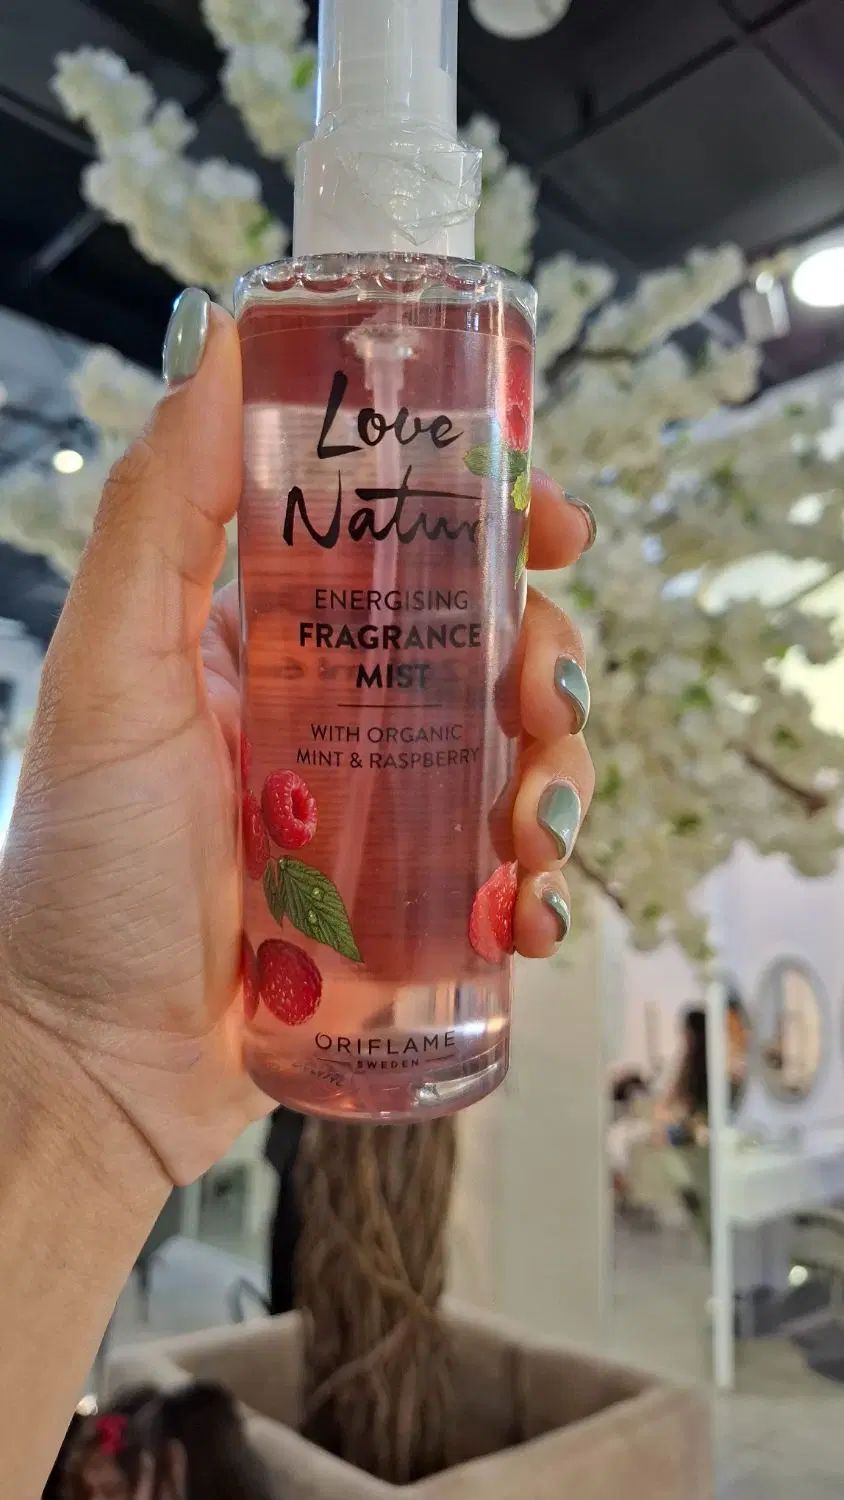 Love
Natur
ENERGISING
FRAGRANCE
MIST
WITH ORGANIC
MINT & RASPBERRY
ORIFLAME
SWEDEN